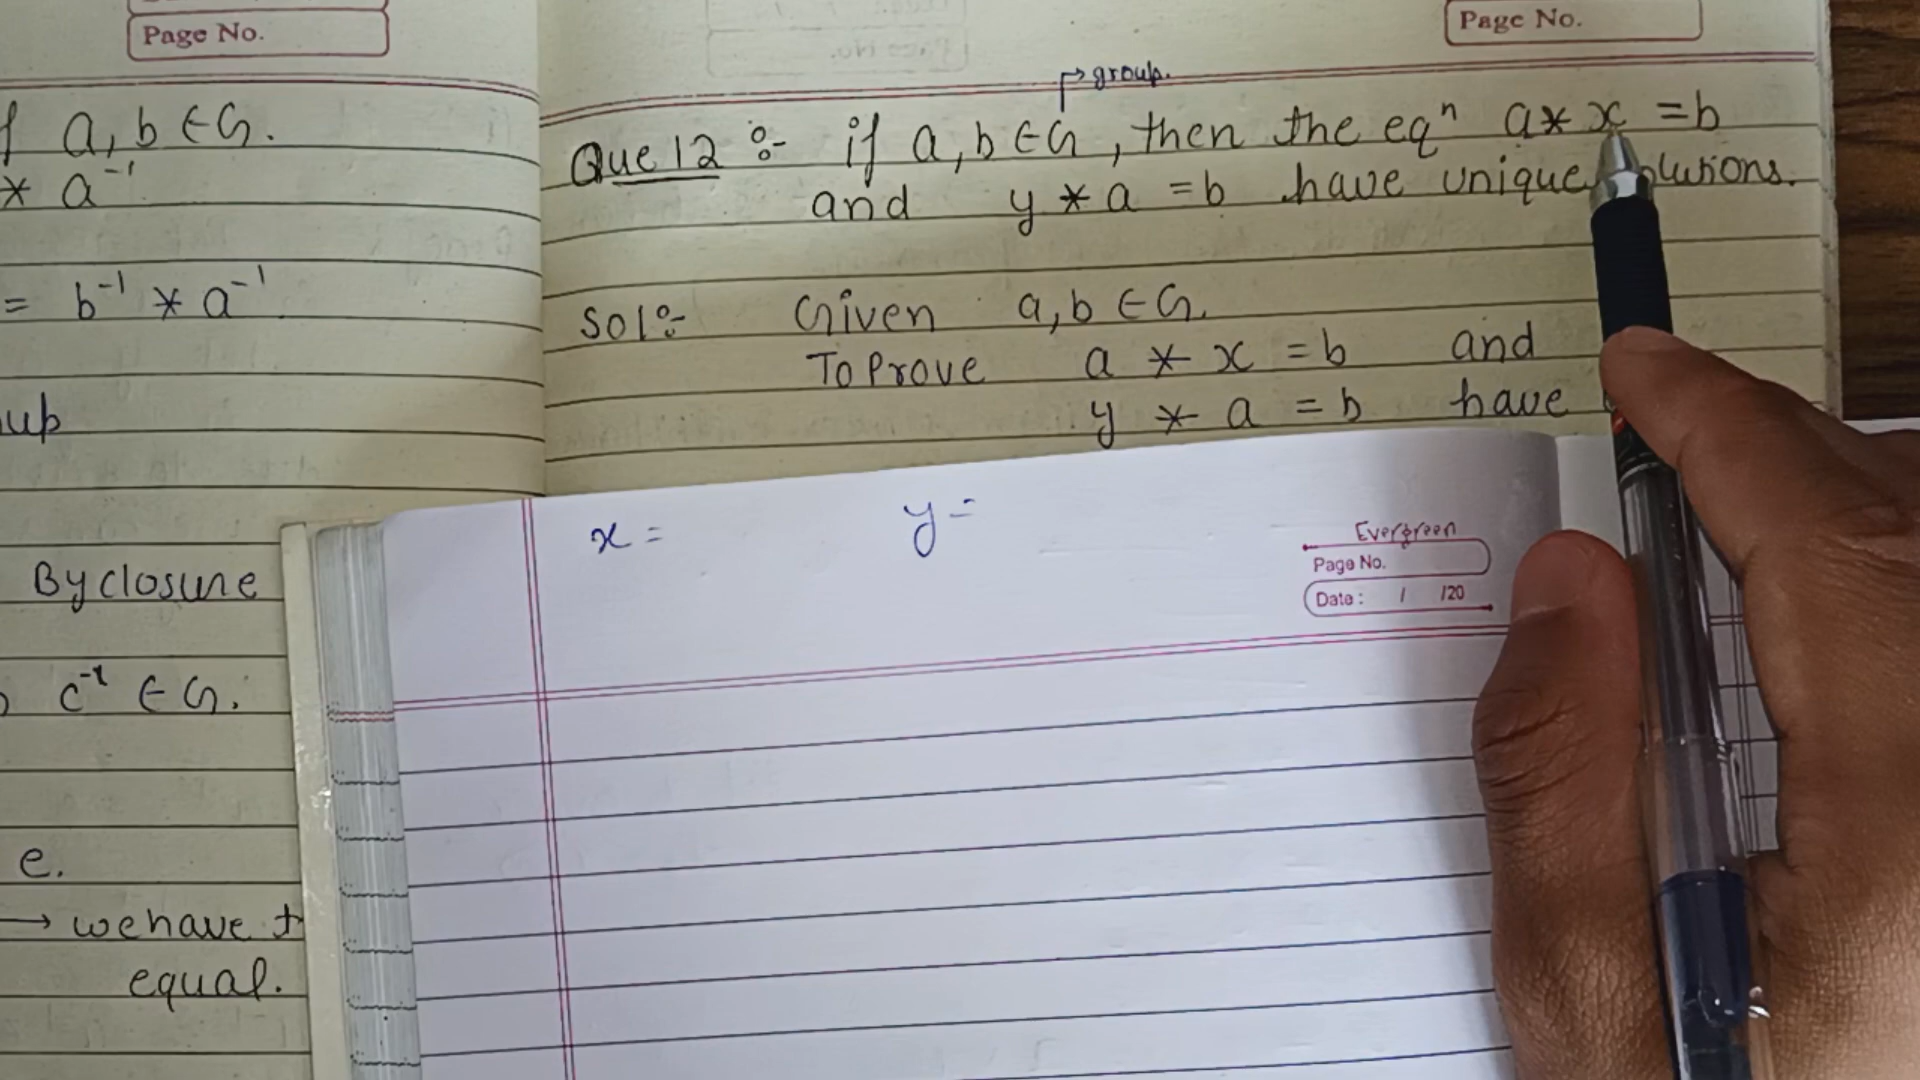 Page No.
f a, b ∈ G.
* a⁻¹
= b⁻¹ * a⁻¹
up
By closure
c⁻¹ ∈ G.
e.
→ we have t
equal.
Page No.
→ group.
Que 12 :- if a, b ∈ G, then the eqⁿ a * x = b
and y * a = b have unique solutions.
Sol:- Given a, b ∈ G.
To Prove a * x = b and
y * a = b have
x = y =
Evergreen
Page No.
Date : / /20